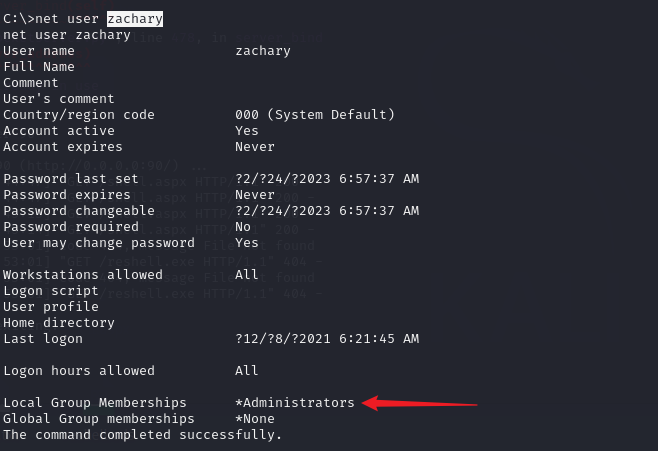 C:\>net user zachary
net user zachary
User name zachary
Full Name
Comment
User's comment
Country/region code 000 (System Default)
Account active Yes
Account expires Never
Password last set ?2/?24/?2023 6:57:37 AM
Password expires Never
Password changeable ?2/?24/?2023 6:57:37 AM
Password required No
User may change password Yes
Workstations allowed All
Logon script
User profile
Home directory
Last logon ?12/?8/?2021 6:21:45 AM
Logon hours allowed All
Local Group Memberships *Administrators
Global Group memberships *None
The command completed successfully.